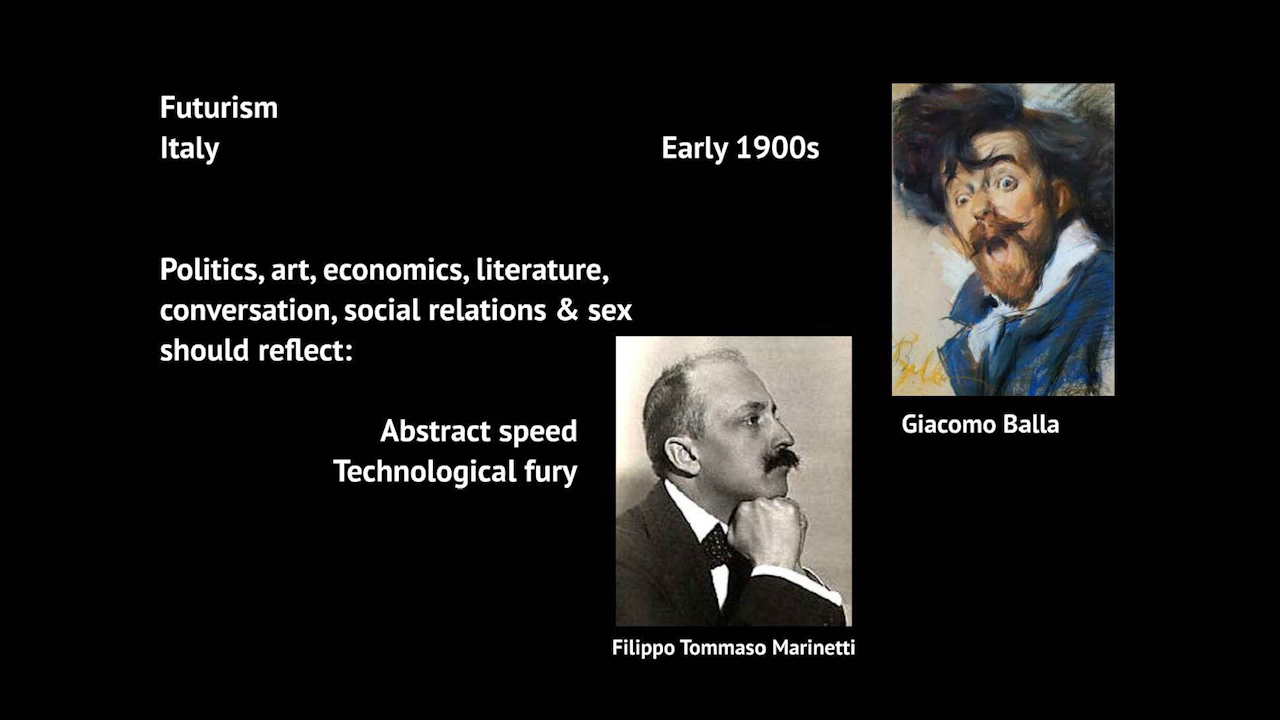 Futurism
Italy
Early 1900s
Politics, art, economics, literature,
conversation, social relations & sex
should reflect:
Abstract speed
Technological fury
Balla
Giacomo Balla
Filippo Tommaso Marinetti